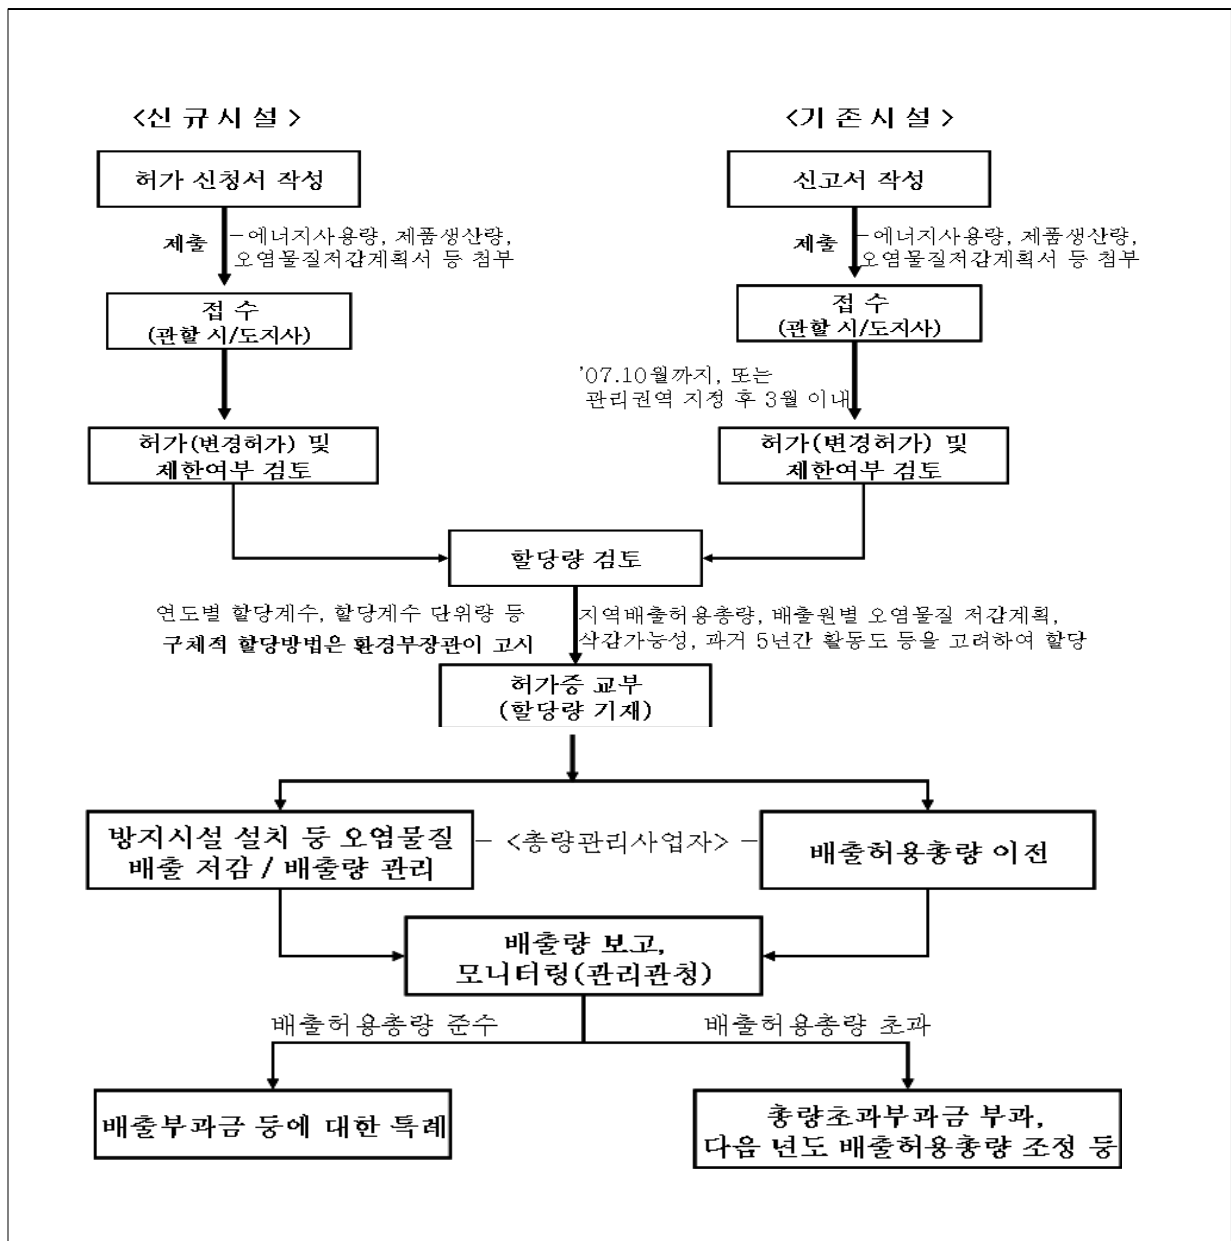 <신 규 시 설 >
허가 신청서 작성
제출
－에너지사용량, 제품생산량,
오염물질저감계획서 등 첨부
접 수
(관할 시/도지사)
허가(변경허가) 및
제한여부 검토
<기 존 시 설 >
신고서 작성
제출
－에너지사용량, 제품생산량,
오염물질저감계획서 등 첨부
접 수
(관할 시/도지사)
'07.10월까지, 또는
관리권역 지정 후 3월 이내
허가(변경허가) 및
제한여부 검토
할당량 검토
연도별 할당계수, 할당계수 단위량 등
구체적 할당방법은 환경부장관이 고시
지역배출허용총량, 배출원별 오염물질 저감계획,
삭감가능성, 과거 5년간 활동도 등을 고려하여 할당
허가증 교부
(할당량 기재)
방지시설 설치 등 오염물질
배출 저감 / 배출량 관리
－ <총량관리사업자> －
배출허용총량 이전
배출량 보고,
모니터링(관리관청)
배출허용총량 준수
배출허용총량 초과
배출부과금 등에 대한 특례
총량초과부과금 부과,
다음 년도 배출허용총량 조정 등